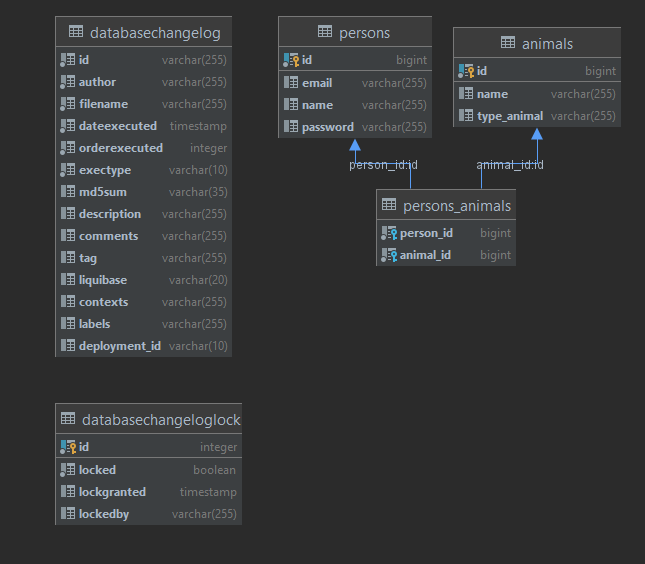 databasechangelog
id varchar(255)
author varchar(255)
filename varchar(255)
dateexecuted timestamp
orderexecuted integer
exectype varchar(10)
md5sum varchar(35)
description varchar(255)
comments varchar(255)
tag varchar(255)
liquibase varchar(20)
contexts varchar(255)
labels varchar(255)
deployment_id varchar(10)
persons
id bigint
email varchar(255)
name varchar(255)
password varchar(255)
animals
id bigint
name varchar(255)
type_animal varchar(255)
person_id:id
animal_id:id
persons_animals
person_id bigint
animal_id bigint
databasechangeloglock
id integer
locked boolean
lockgranted timestamp
lockedby varchar(255)